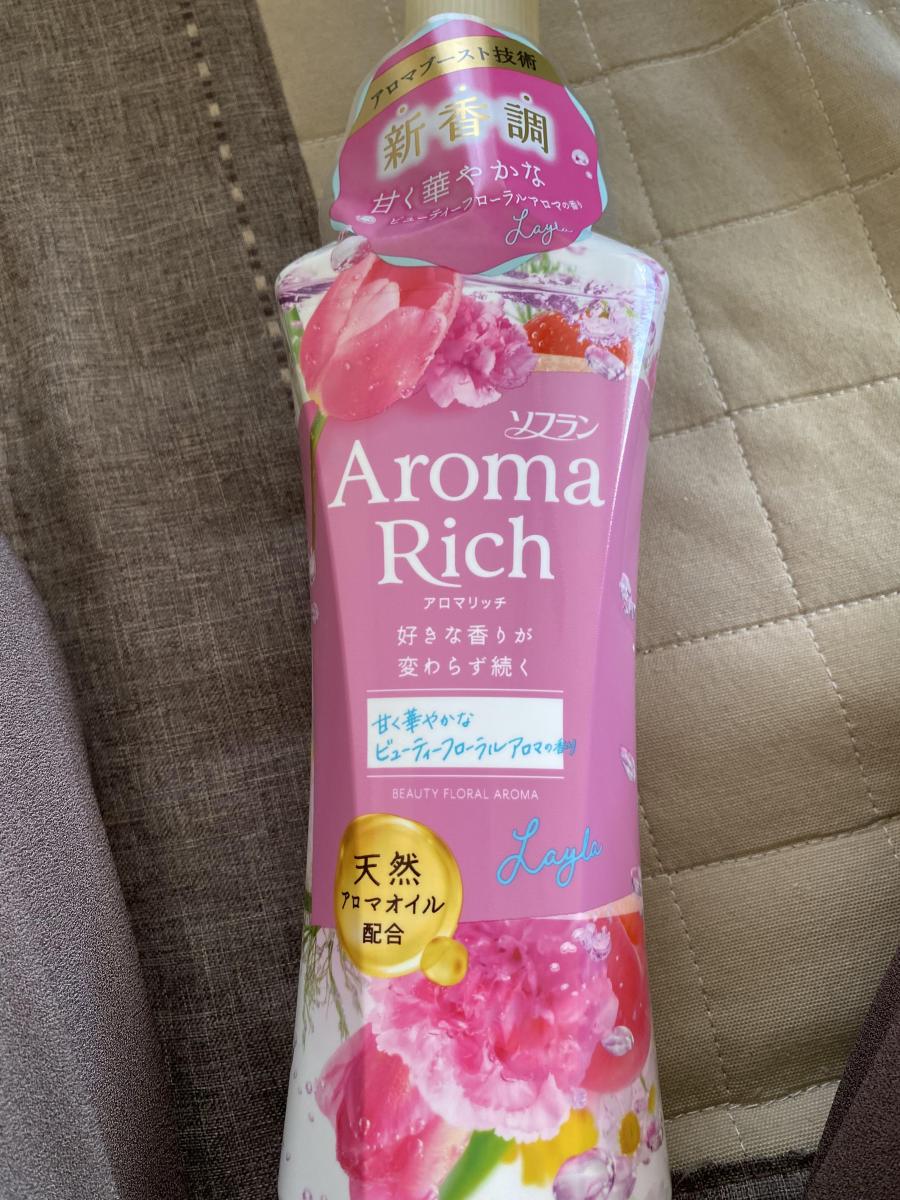 アロマブースト技術
新香調
甘く華やかな
ビューティーフローラルアロマの香り
Layla
ソフラン
Aroma
Rich
アロマリッチ
好きな香りが
変わらず続く
甘く華やかな
ビューティーフローラルアロマの香り
BEAUTY FLORAL AROMA
Layla
天然
アロマオイル
配合